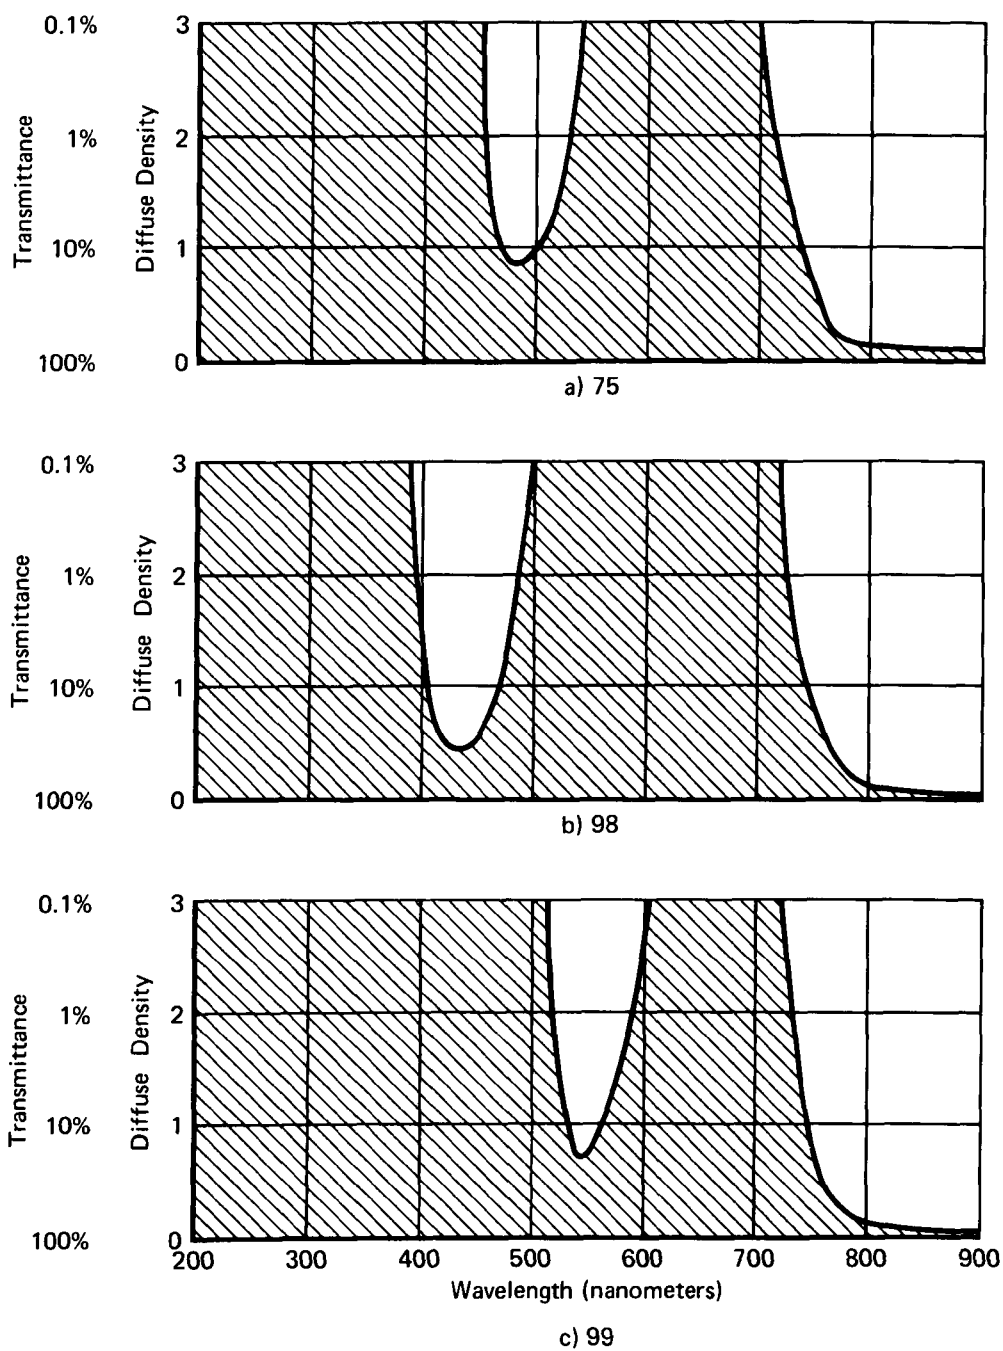 0.1% 3
1% 2
10% 1
100% 0
Transmittance
Diffuse Density
a) 75
0.1% 3
1% 2
10% 1
100% 0
Transmittance
Diffuse Density
b) 98
0.1% 3
1% 2
10% 1
100% 0
Transmittance
Diffuse Density
200 300 400 500 600 700 800 900
Wavelength (nanometers)
c) 99